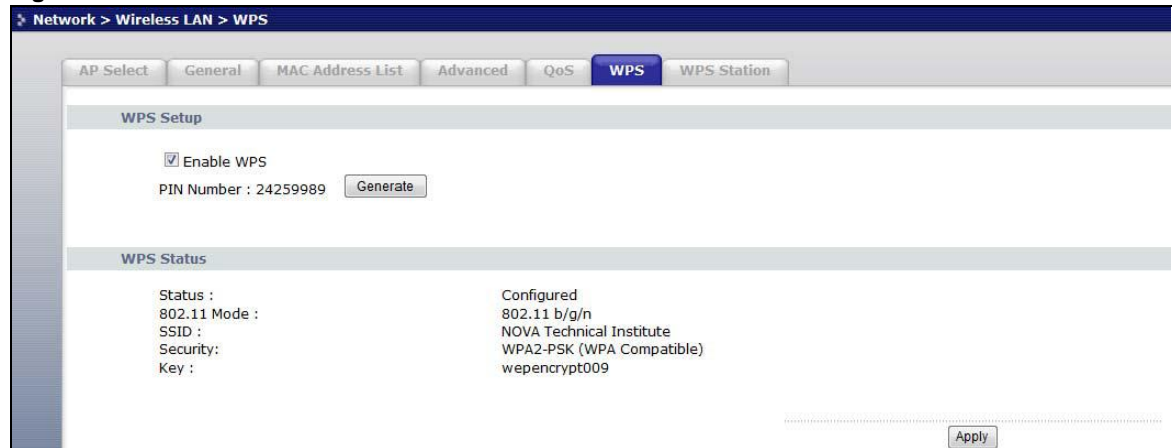 Network > Wireless LAN > WPS
AP Select General MAC Address List Advanced QoS WPS WPS Station
WPS Setup
Enable WPS
PIN Number : 24259989 Generate
WPS Status
Status : Configured
802.11 Mode : 802.11 b/g/n
SSID : NOVA Technical Institute
Security: WPA2-PSK (WPA Compatible)
Key : wepencrypt009
Apply